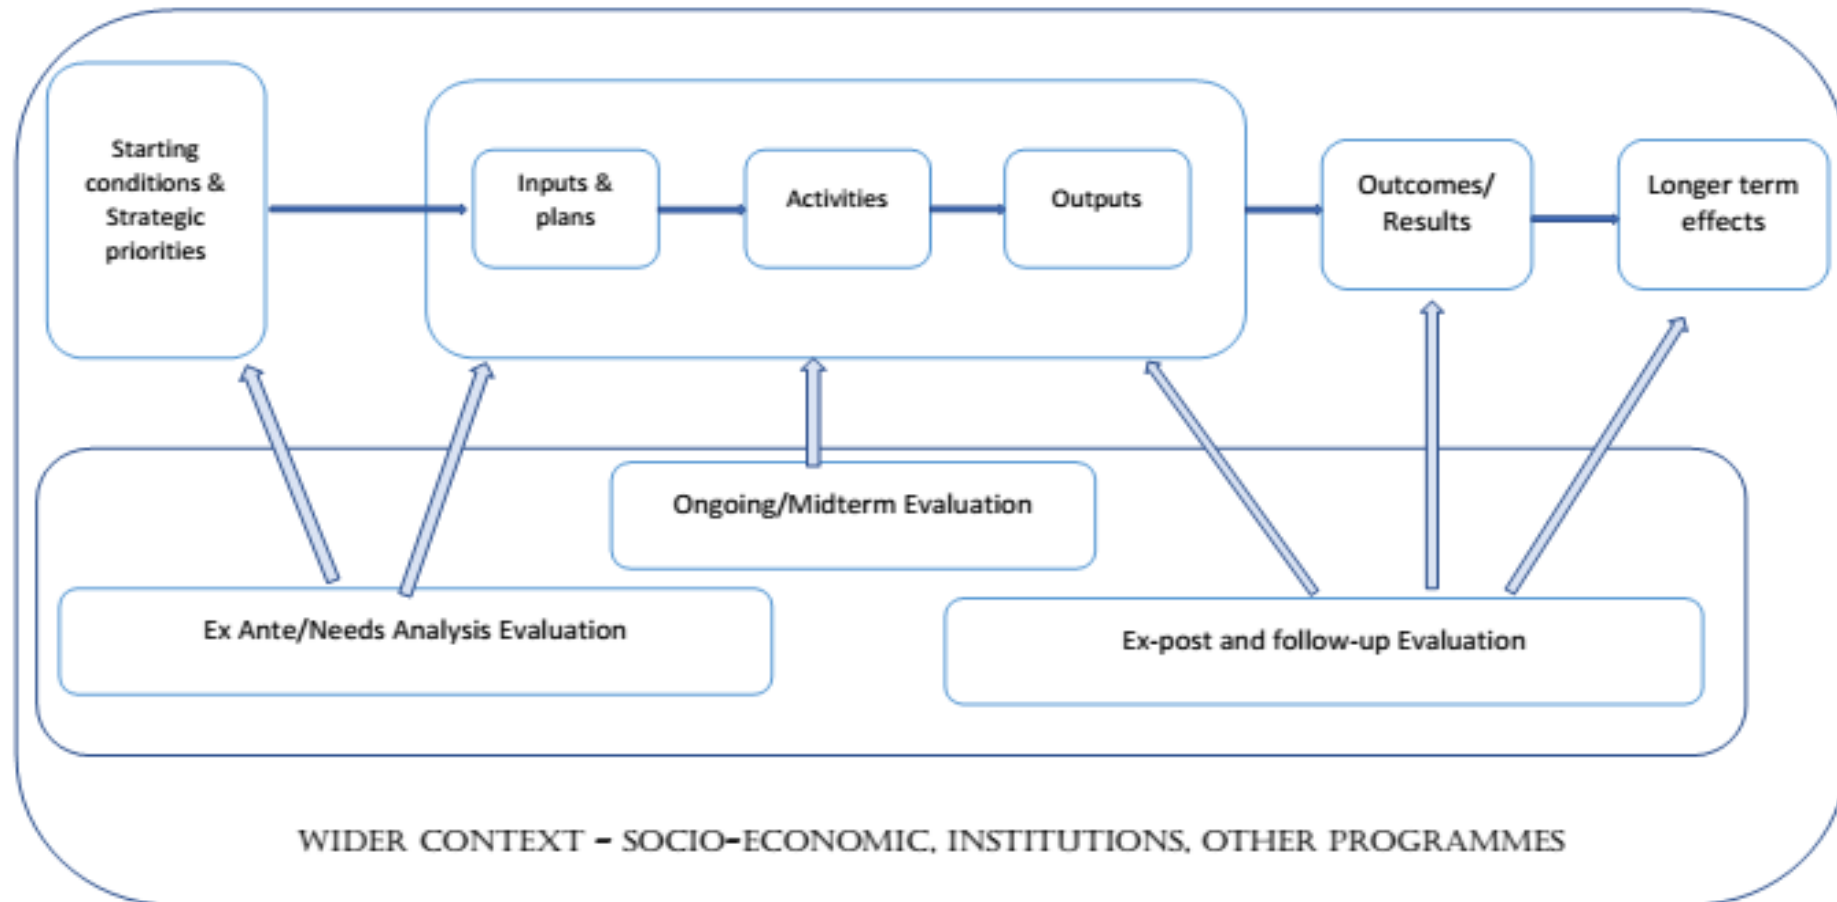 Starting
conditions &
Strategic
priorities
Inputs &
plans
Activities
Outputs
Outcomes/
Results
Longer term
effects
Ongoing/Midterm Evaluation
Ex Ante/Needs Analysis Evaluation
Ex-post and follow-up Evaluation
WIDER CONTEXT – SOCIO-ECONOMIC, INSTITUTIONS, OTHER PROGRAMMES